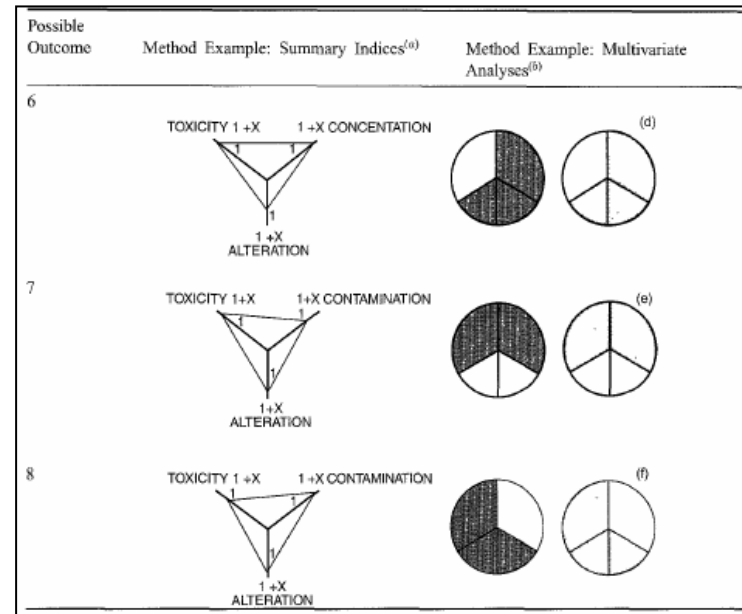 Possible
Outcome Method Example: Summary Indices(a) Method Example: Multivariate
Analyses(b)
6
(d)
TOXICITY 1 +X 1 +X CONCENTATION
1 1
1
1 +X
ALTERATION
7
TOXICITY 1+X 1+X CONTAMINATION
(e)
1 1
1
1+X
ALTERATION
8
TOXICITY 1 +X 1 +X CONTAMINATION
(f)
1 1
1
1 +X
ALTERATION